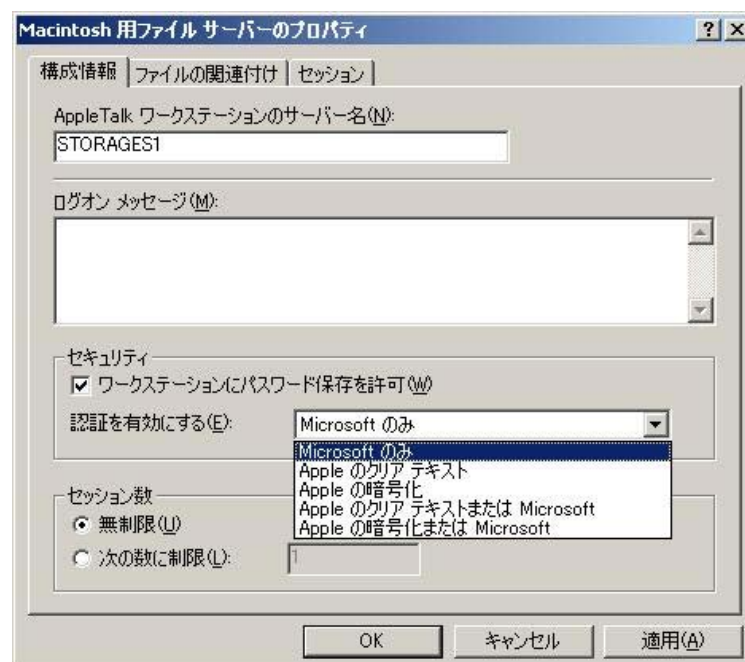 Macintosh 用ファイル サーバーのプロパティ
構成情報 ファイルの関連付け セッション
AppleTalk ワークステーションのサーバー名(N):
STORAGES1
ログオン メッセージ(M):
セキュリティ
ワークステーションにパスワード保存を許可(W)
認証を有効にする(E): Microsoft のみ
Microsoft のみ
Apple のクリア テキスト
Apple の暗号化
Apple のクリア テキストまたは Microsoft
Apple の暗号化または Microsoft
セッション数
無制限(U)
次の数に制限(L): 1
OK キャンセル 適用(A)